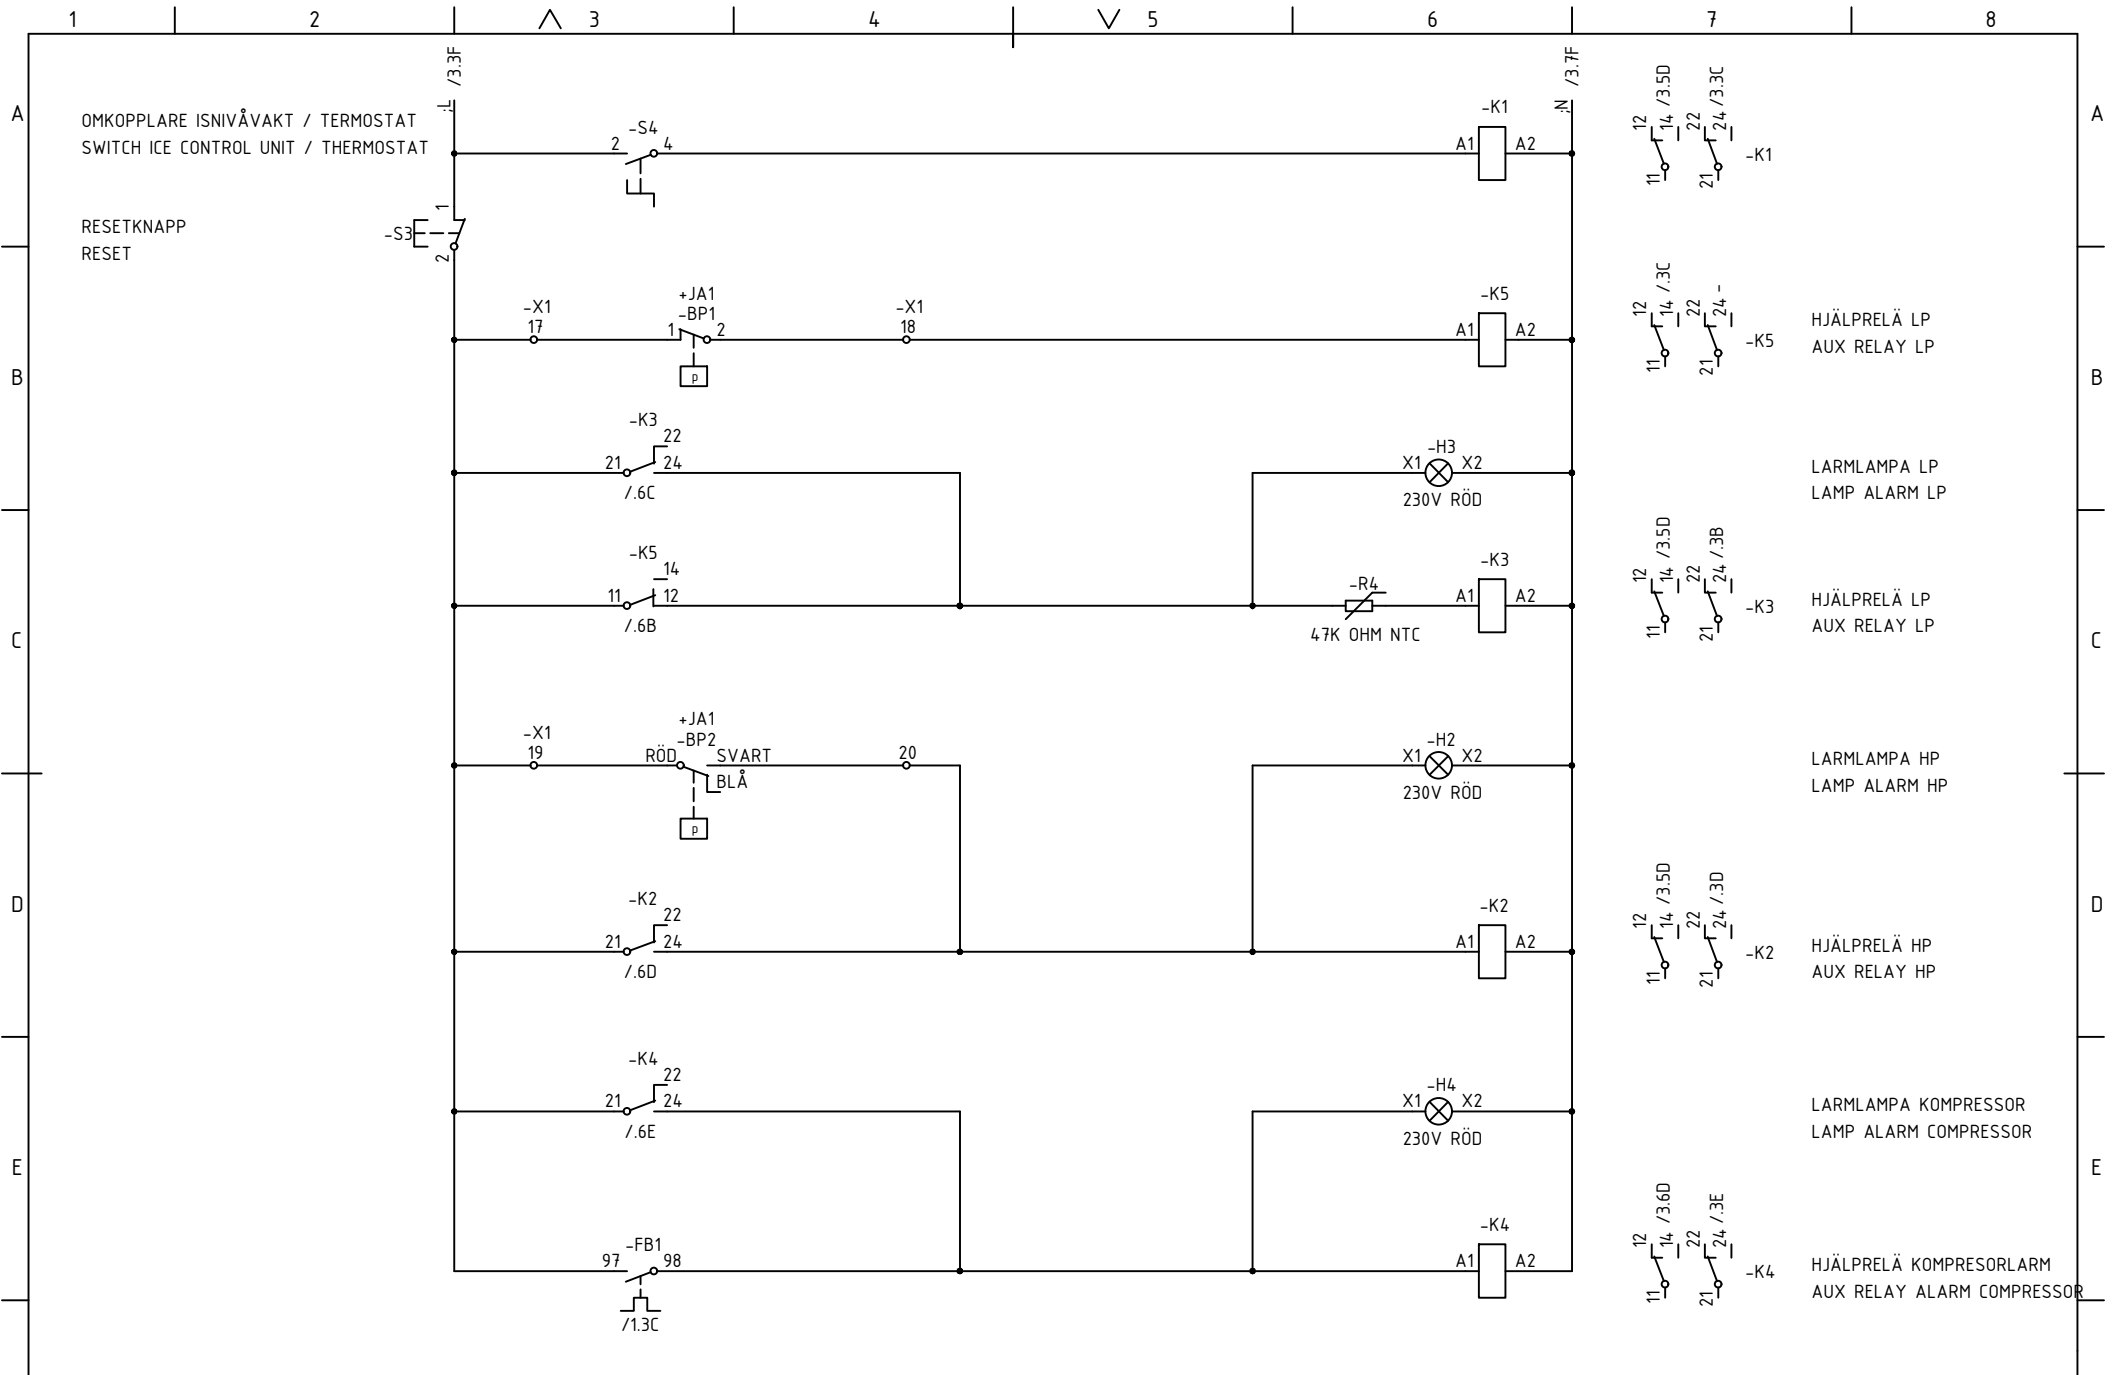 1 2 3 4 5 6 7 8
A A
B B
C C
D D
E E
;L /3.3F
;N /3.7F
OMKOPPLARE ISNIVÅVAKT / TERMOSTAT
SWITCH ICE CONTROL UNIT / THERMOSTAT
-S4
2 4
-K1
A1 A2
12 14 /3.5D 22 24 /3.3C
11 21
-K1
RESETKNAPP
RESET
-S3
1
2
-X1
17
+JA1
-BP1
1 2
p
-X1
18
-K5
A1 A2
12 14 /.3C 22 24 -
11 21
-K5
HJÄLPRELÄ LP
AUX RELAY LP
-K3
22
21 24
/.6C
-H3
X1 X2
230V RÖD
LARMLAMPA LP
LAMP ALARM LP
-K5
14
11 12
/.6B
-R4
47K OHM NTC
-K3
A1 A2
12 14 /3.5D 22 24 /.3B
11 21
-K3
HJÄLPRELÄ LP
AUX RELAY LP
-X1
19
+JA1
-BP2
RÖD SVART
BLÅ
p
20
-H2
X1 X2
230V RÖD
LARMLAMPA HP
LAMP ALARM HP
-K2
22
21 24
/.6D
-K2
A1 A2
12 14 /3.5D 22 24 /.3D
11 21
-K2
HJÄLPRELÄ HP
AUX RELAY HP
-K4
22
21 24
/.6E
-H4
X1 X2
230V RÖD
LARMLAMPA KOMPRESSOR
LAMP ALARM COMPRESSOR
-FB1
97 98
/1.3C
-K4
A1 A2
12 14 /3.6D 22 24 /.3E
11 21
-K4
HJÄLPRELÄ KOMPRESORLARM
AUX RELAY ALARM COMPRESSOR